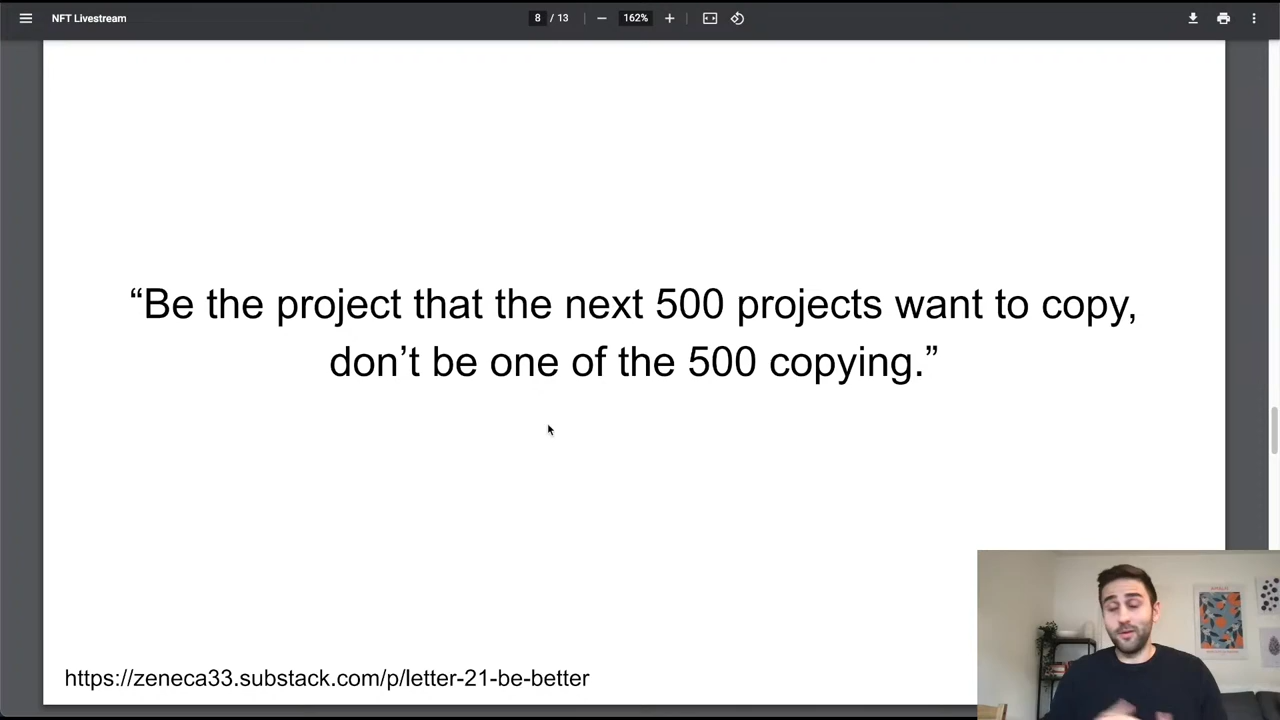 NFT Livestream
8 / 13
162%
“Be the project that the next 500 projects want to copy,
don’t be one of the 500 copying.”
https://zeneca33.substack.com/p/letter-21-be-better